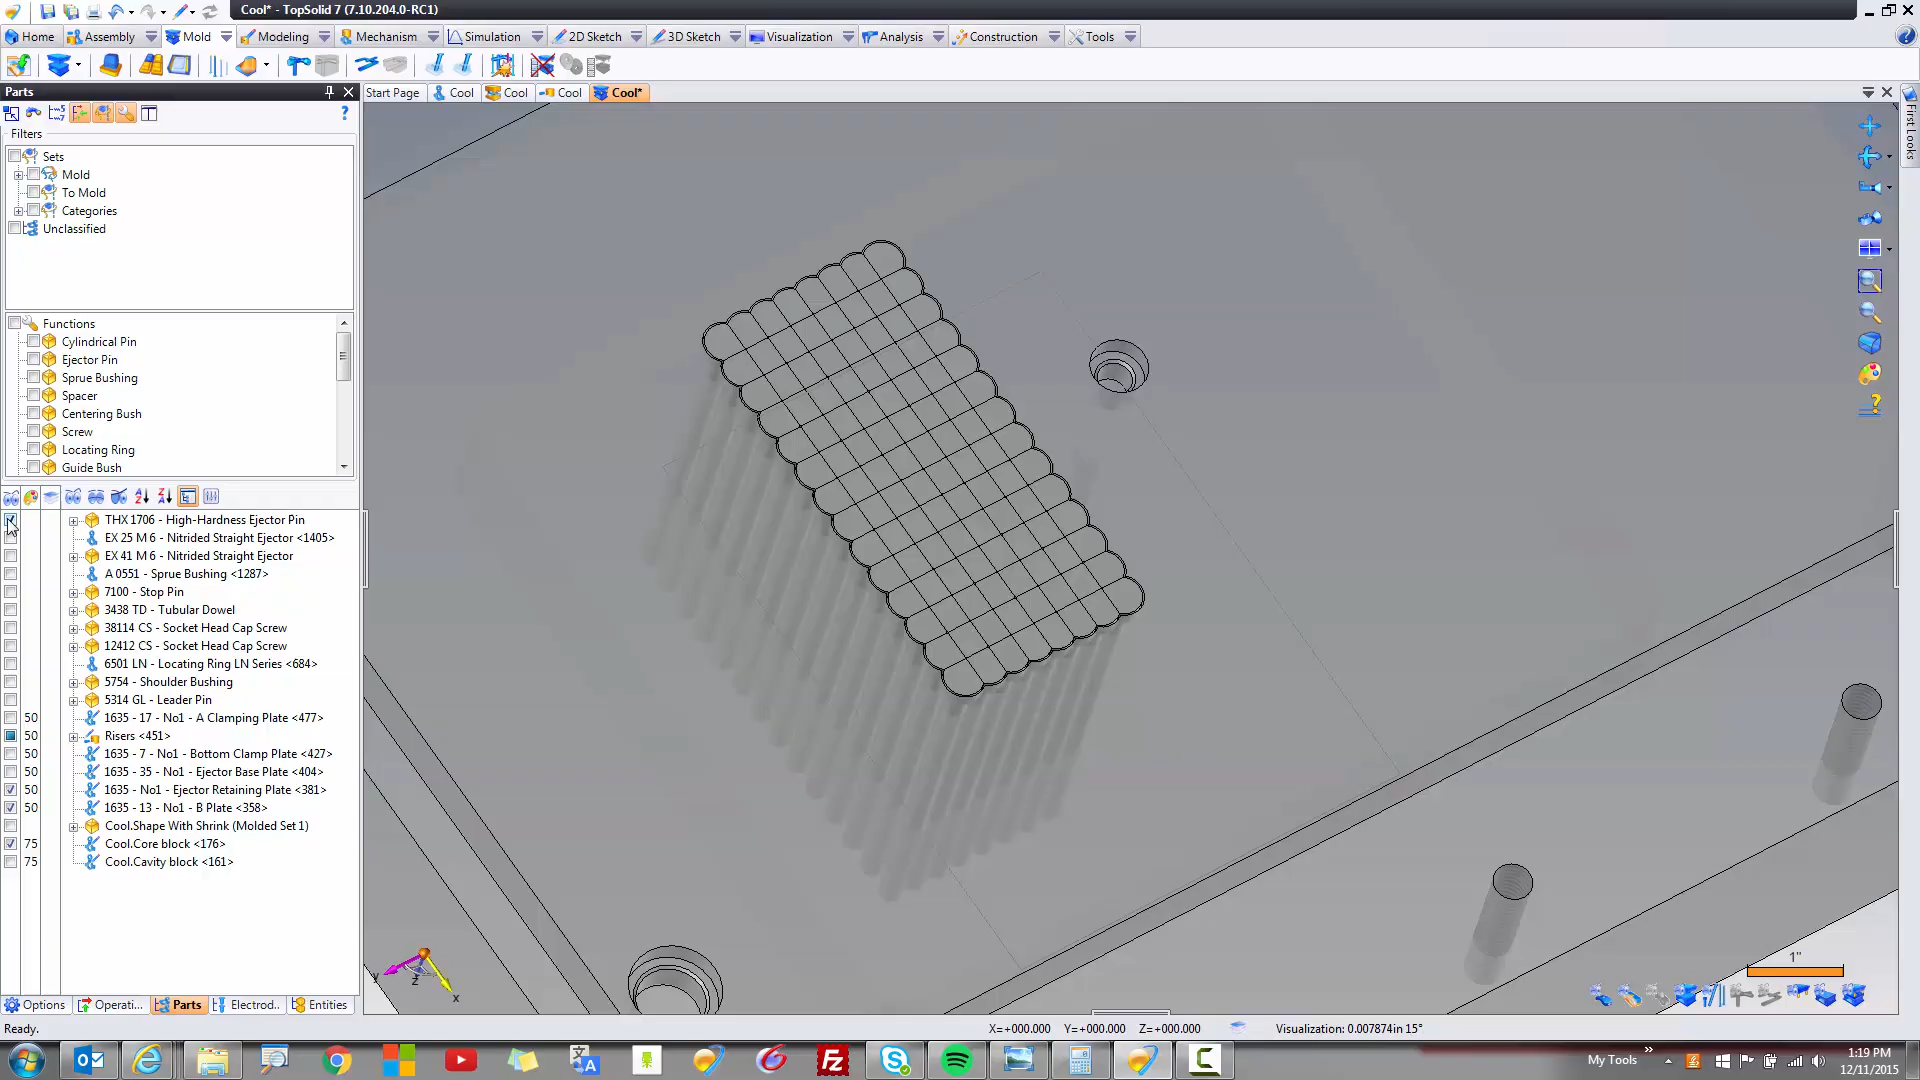 Cool* - TopSolid 7 (7.10.204.0-RC1)
Home Assembly Mold Modeling Mechanism Simulation 2D Sketch 3D Sketch Visualization Analysis Construction Tools
Parts
Start Page Cool Cool Cool Cool*
First Looks
Filters
Sets
Mold
To Mold
Categories
Unclassified
Functions
Cylindrical Pin
Ejector Pin
Sprue Bushing
Spacer
Centering Bush
Screw
Locating Ring
Guide Bush
THX 1706 - High-Hardness Ejector Pin
EX 25 M 6 - Nitrided Straight Ejector <1405>
EX 41 M 6 - Nitrided Straight Ejector
A 0551 - Sprue Bushing <1287>
7100 - Stop Pin
3438 TD - Tubular Dowel
38114 CS - Socket Head Cap Screw
12412 CS - Socket Head Cap Screw
6501 LN - Locating Ring LN Series <684>
5754 - Shoulder Bushing
5314 GL - Leader Pin
50 1635 - 17 - No1 - A Clamping Plate <477>
50 Risers <451>
50 1635 - 7 - No1 - Bottom Clamp Plate <427>
50 1635 - 35 - No1 - Ejector Base Plate <404>
50 1635 - No1 - Ejector Retaining Plate <381>
50 1635 - 13 - No1 - B Plate <358>
Cool.Shape With Shrink (Molded Set 1)
75 Cool.Core block <176>
75 Cool.Cavity block <161>
y z x
1"
Options Operati... Parts Electrod... Entities
Ready.
X=+000.000 Y=+000.000 Z=+000.000 Visualization: 0.007874in 15°
My Tools
1:19 PM
12/11/2015